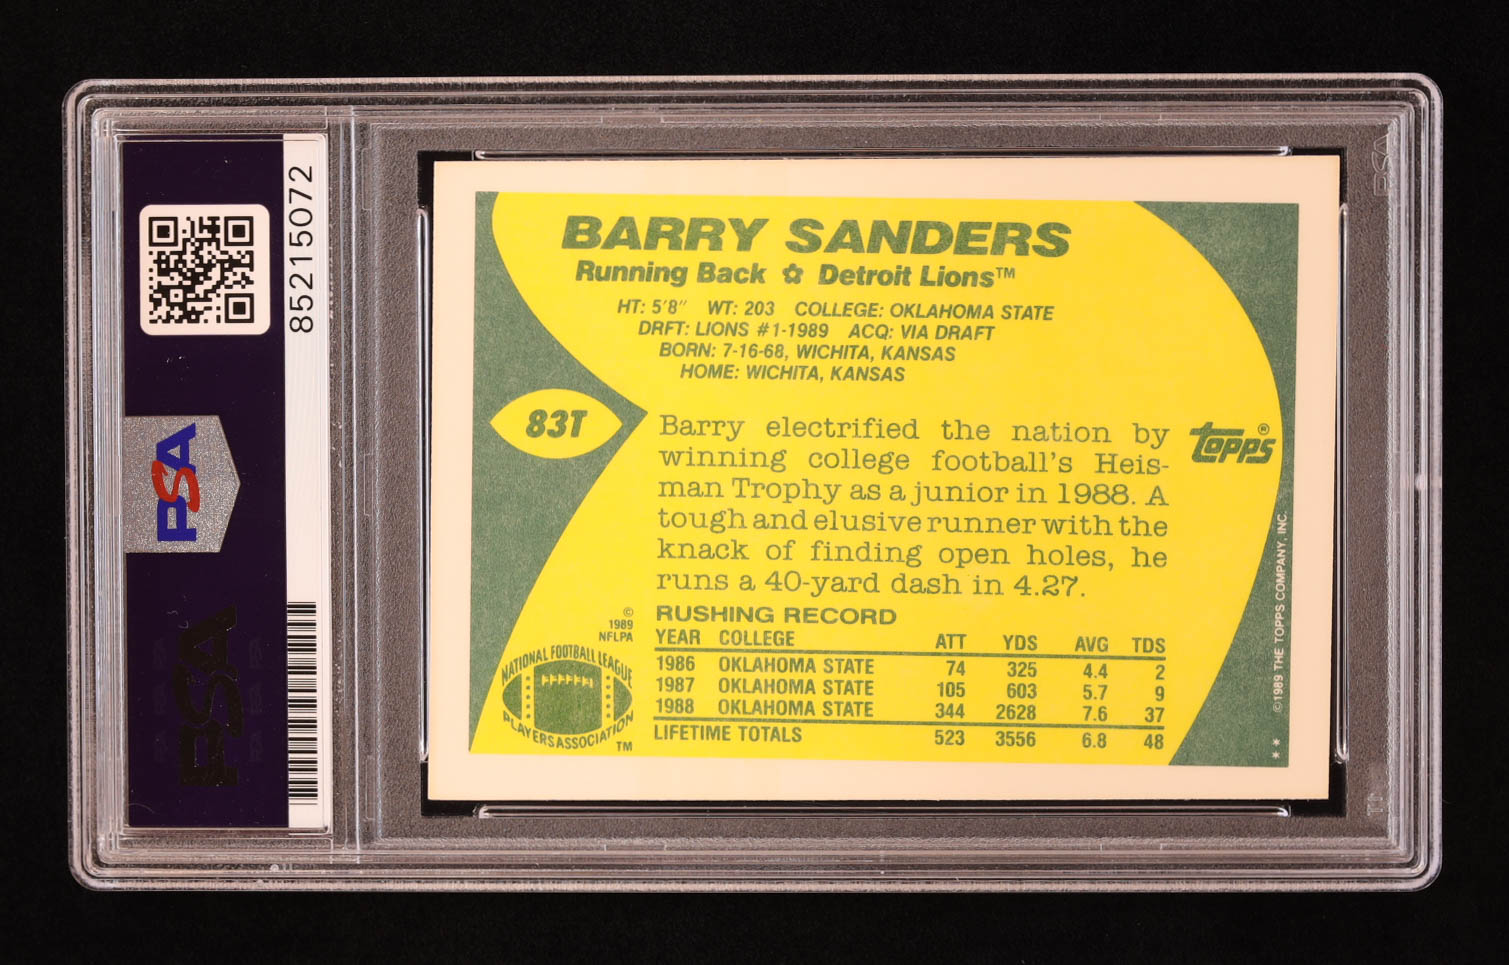 85215072
PSA
PSA
PSA
BARRY SANDERS
Running Back ✿ Detroit Lions™
HT: 5'8" WT: 203 COLLEGE: OKLAHOMA STATE
DRFT: LIONS #1-1989 ACQ: VIA DRAFT
BORN: 7-16-68, WICHITA, KANSAS
HOME: WICHITA, KANSAS
83T
Barry electrified the nation by
winning college football's Heis-
man Trophy as a junior in 1988. A
tough and elusive runner with the
knack of finding open holes, he
runs a 40-yard dash in 4.27.
topps®
RUSHING RECORD
YEAR COLLEGE ATT YDS AVG TDS
1986 OKLAHOMA STATE 74 325 4.4 2
1987 OKLAHOMA STATE 105 603 5.7 9
1988 OKLAHOMA STATE 344 2628 7.6 37
LIFETIME TOTALS 523 3556 6.8 48
©
1989
NFLPA
NATIONAL FOOTBALL LEAGUE
PLAYERS ASSOCIATION
TM
©1989 THE TOPPS COMPANY, INC.
**